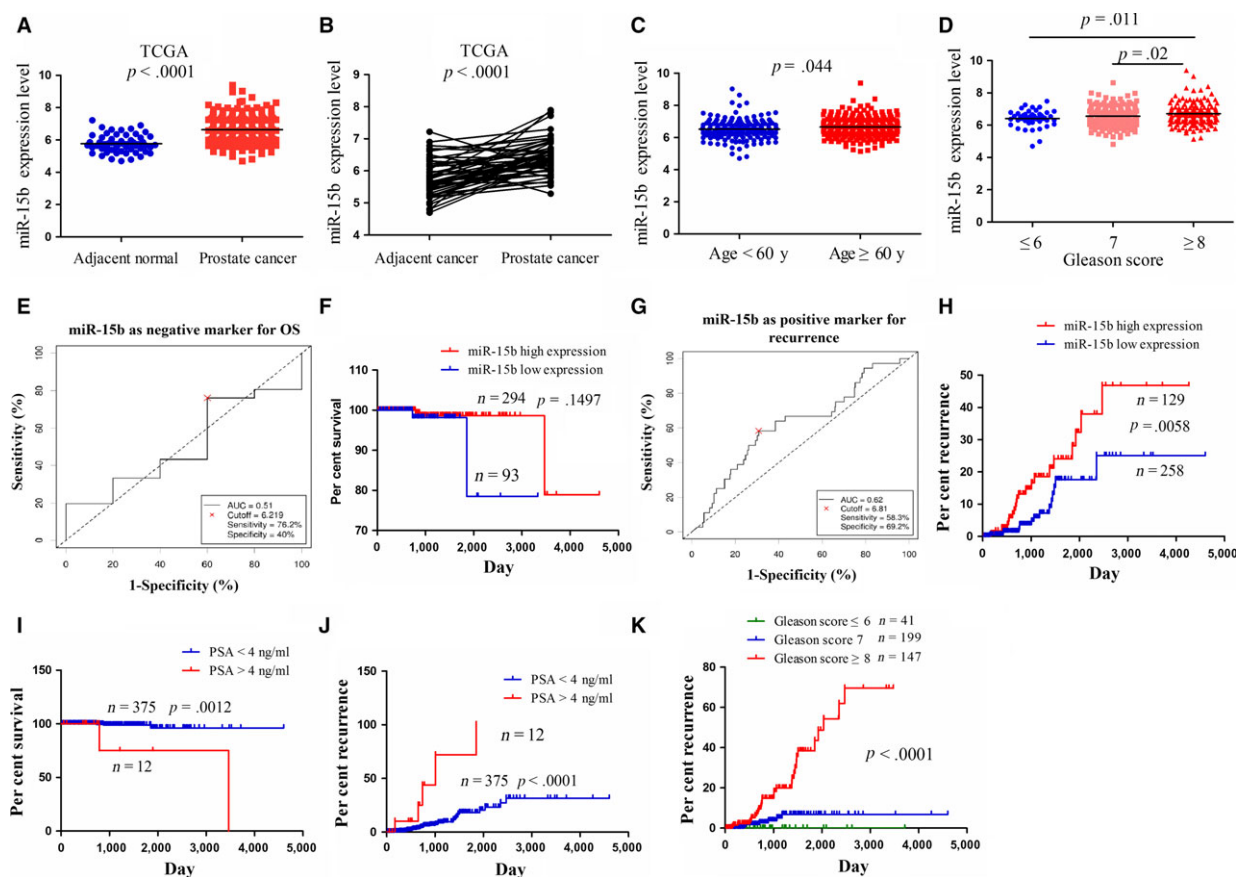 A
TCGA
p < .0001
miR-15b expression level
10
8
6
4
2
0
Adjacent normal Prostate cancer
B
TCGA
p < .0001
miR-15b expression level
9
8
7
6
5
4
Adjacent cancer Prostate cancer
C
p = .044
miR-15b expression level
10
8
6
4
2
0
Age < 60 y Age ≥ 60 y
D
p = .011
p = .02
miR-15b expression level
10
8
6
4
2
0
≤ 6 7 ≥ 8
Gleason score
E
miR-15b as negative marker for OS
Sensitivity (%)
100
80
60
40
20
0
AUC = 0.51
× Cutoff = 6.219
Sensitivity = 76.2%
Specificity = 40%
0 20 40 60 80 100
1-Specificity (%)
F
miR-15b high expression
miR-15b low expression
Per cent survival
110
100
90
80
70
n = 294 p = .1497
n = 93
0 1,000 2,000 3,000 4,000 5,000
Day
G
miR-15b as positive marker for
recurrence
Sensitivity (%)
100
80
60
40
20
0
AUC = 0.62
× Cutoff = 6.81
Sensitivity = 58.3%
Specificity = 69.2%
0 20 40 60 80 100
1-Specificity (%)
H
miR-15b high expression
miR-15b low expression
Per cent recurrence
50
40
30
20
10
0
n = 129
p = .0058
n = 258
0 1,000 2,000 3,000 4,000 5,000
Day
I
PSA < 4 ng/ml
PSA > 4 ng/ml
Per cent survival
150
100
50
0
n = 375 p = .0012
n = 12
0 1,000 2,000 3,000 4,000 5,000
Day
J
PSA < 4 ng/ml
PSA > 4 ng/ml
Per cent recurrence
150
100
50
0
n = 12
n = 375 p < .0001
0 1,000 2,000 3,000 4,000 5,000
Day
K
Gleason score ≤ 6 n = 41
Gleason score 7 n = 199
Gleason score ≥ 8 n = 147
Per cent recurrence
80
60
40
20
0
p < .0001
0 1,000 2,000 3,000 4,000 5,000
Day